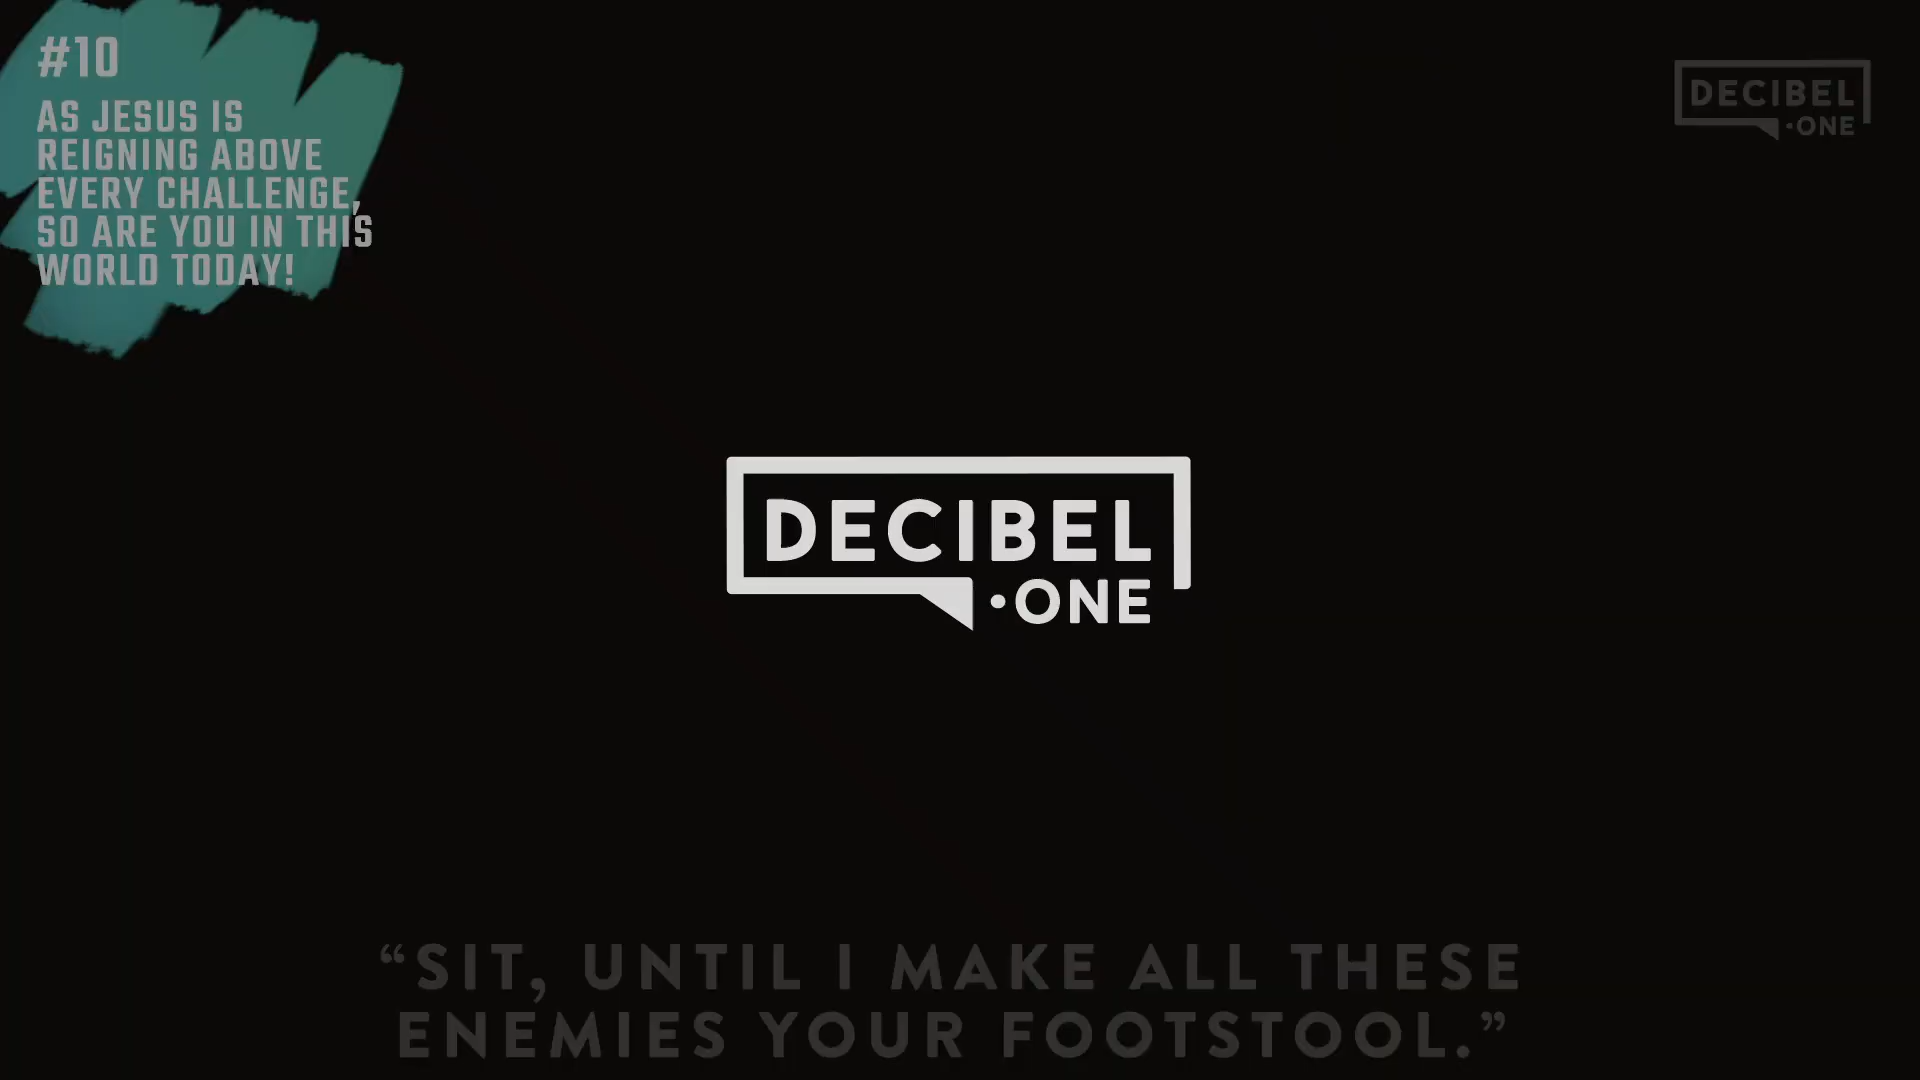 #10
AS JESUS IS
REIGNING ABOVE
EVERY CHALLENGE,
SO ARE YOU IN THIS
WORLD TODAY!
DECIBEL
·ONE
DECIBEL
·ONE
“SIT, UNTIL I MAKE ALL THESE
ENEMIES YOUR FOOTSTOOL.”